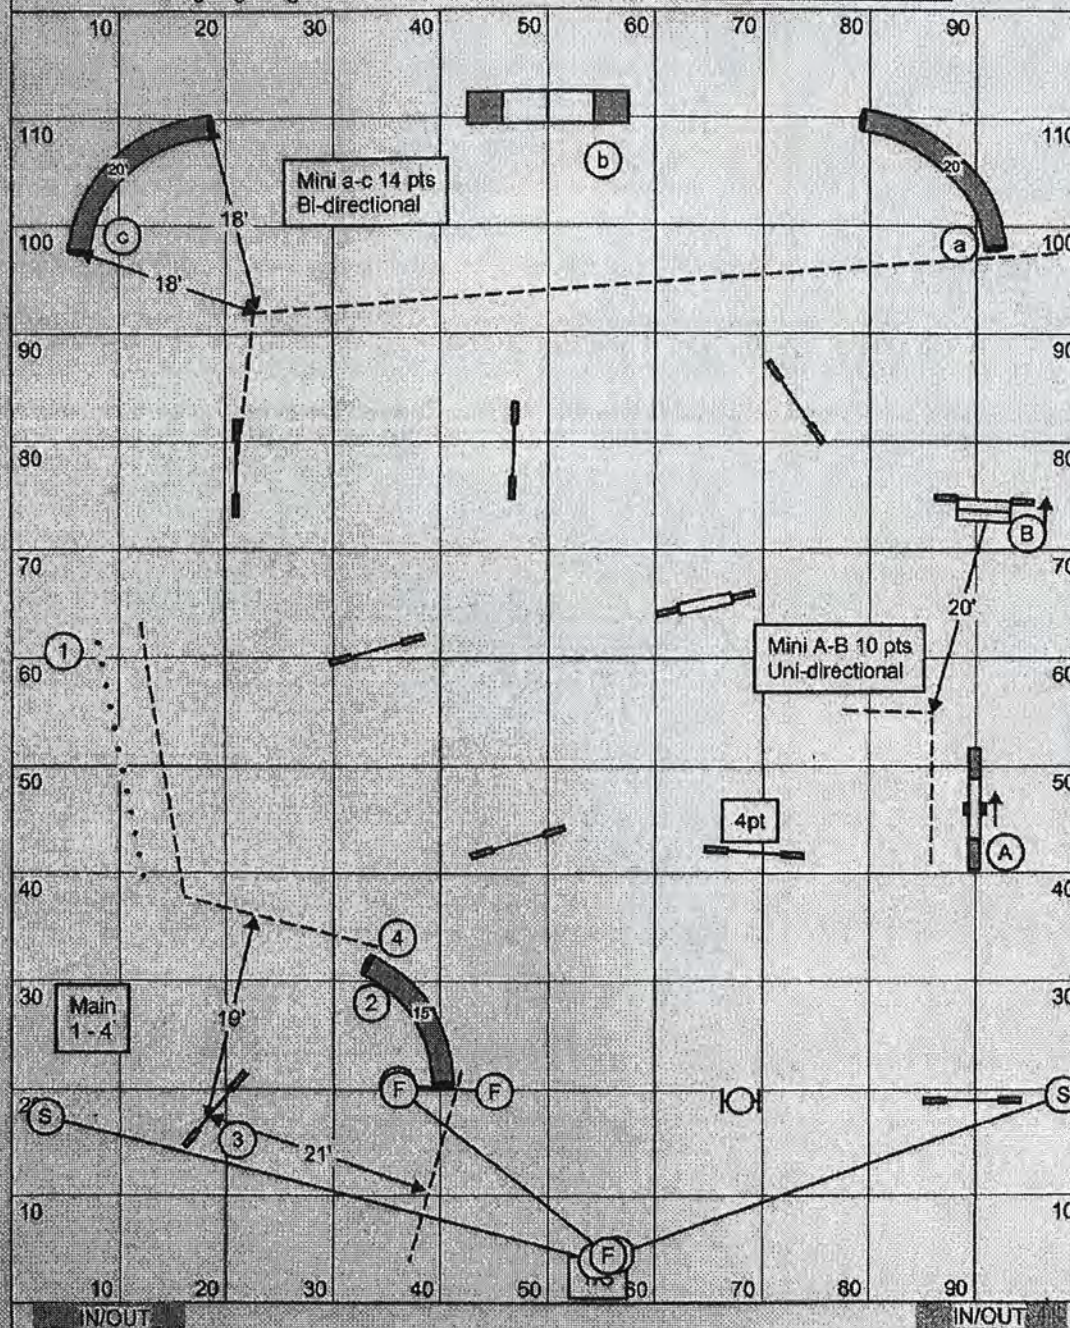 10 20 30 40 50 60 70 80 90
110 110
b
20'
20'
Mini a-c 14 pts
Bi-directional
18'
c
a
100 100
18'
90 90
80 80
B
70 70
20'
1
Mini A-B 10 pts
Uni-directional
60 60
50 50
4pt
A
40 40
4
30
2
30
Main
1 - 4
15'
19'
20
S
F
F
S
3
21'
10 10
F
10 20 30 40 50 60 70 80 90
IN/OUT
IN/OUT